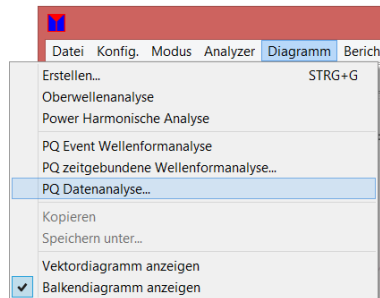 Datei Konfig. Modus Analyzer Diagramm Berich
Erstellen... STRG+G
Oberwellenanalyse
Power Harmonische Analyse
PQ Event Wellenformanalyse
PQ zeitgebundene Wellenformanalyse...
PQ Datenanalyse...
Kopieren
Speichern unter...
Vektordiagramm anzeigen
Balkendiagramm anzeigen